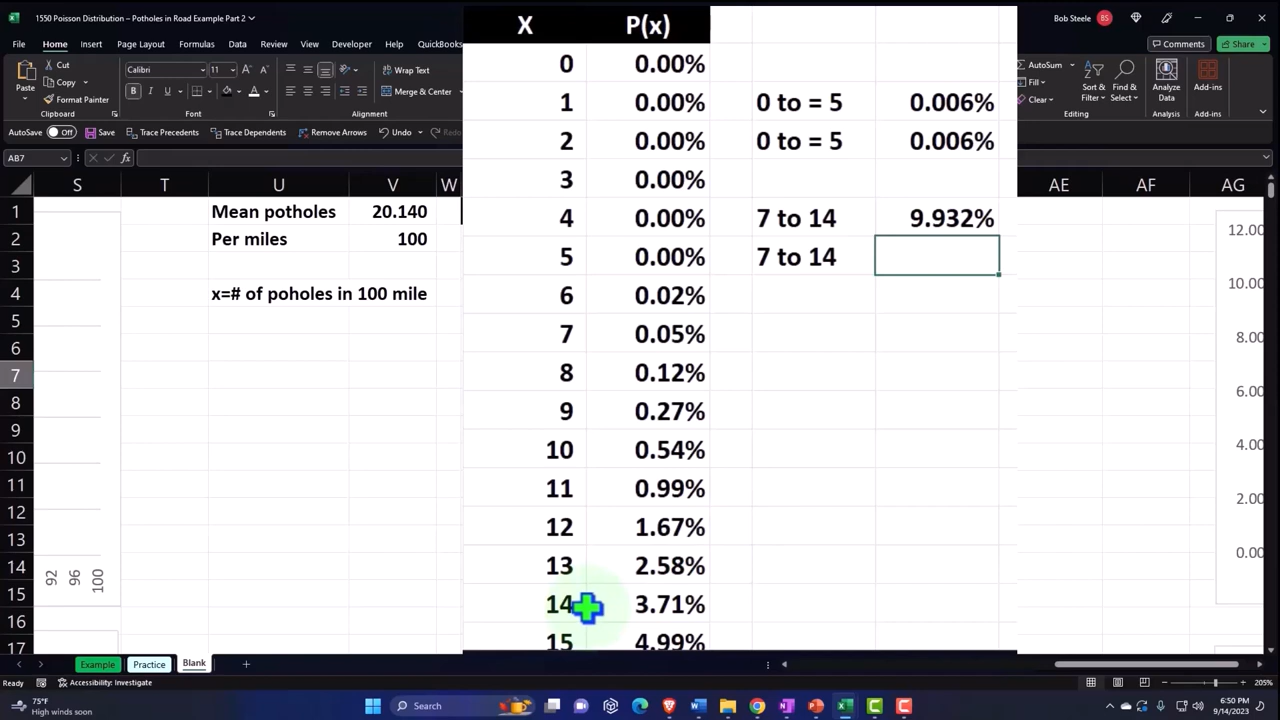 1550 Poisson Distribution - Potholes in Road Example Part 2
Bob Steele BS
Home Insert Draw Page Layout Formulas Data Review View Developer QuickBooks
Comments Share
Paste Cut Copy Format Painter
Calibri 11
Wrap Text
Merge & Center
AutoSum
Fill
Clear
Sort & Filter
Find & Select
Analyze Data
Add-ins
Clipboard Font Alignment Add-ins
AutoSave Off Save Undo Redo Trace Precedents Trace Dependents Remove Arrows
AB7 fx
S T U V W AE AF AG
1 Mean potholes 20.140
2 Per miles 100
3
4 x=# of poholes in 100 mile
5
6
7
8
9
10
11
12
13
14
15
16
17
92 96 100
X P(x)
0 0.00%
1 0.00% 0 to = 5 0.006%
2 0.00% 0 to = 5 0.006%
3 0.00%
4 0.00% 7 to 14 9.932%
5 0.00% 7 to 14
6 0.02%
7 0.05%
8 0.12%
9 0.27%
10 0.54%
11 0.99%
12 1.67%
13 2.58%
14 3.71%
15 4.99%
12.00
10.00
8.00
6.00
4.00
2.00
0.00
Example Practice Blank
Ready Accessibility: Investigate 205%
75°F
High winds soon
Search
6:50 PM
9/14/2023